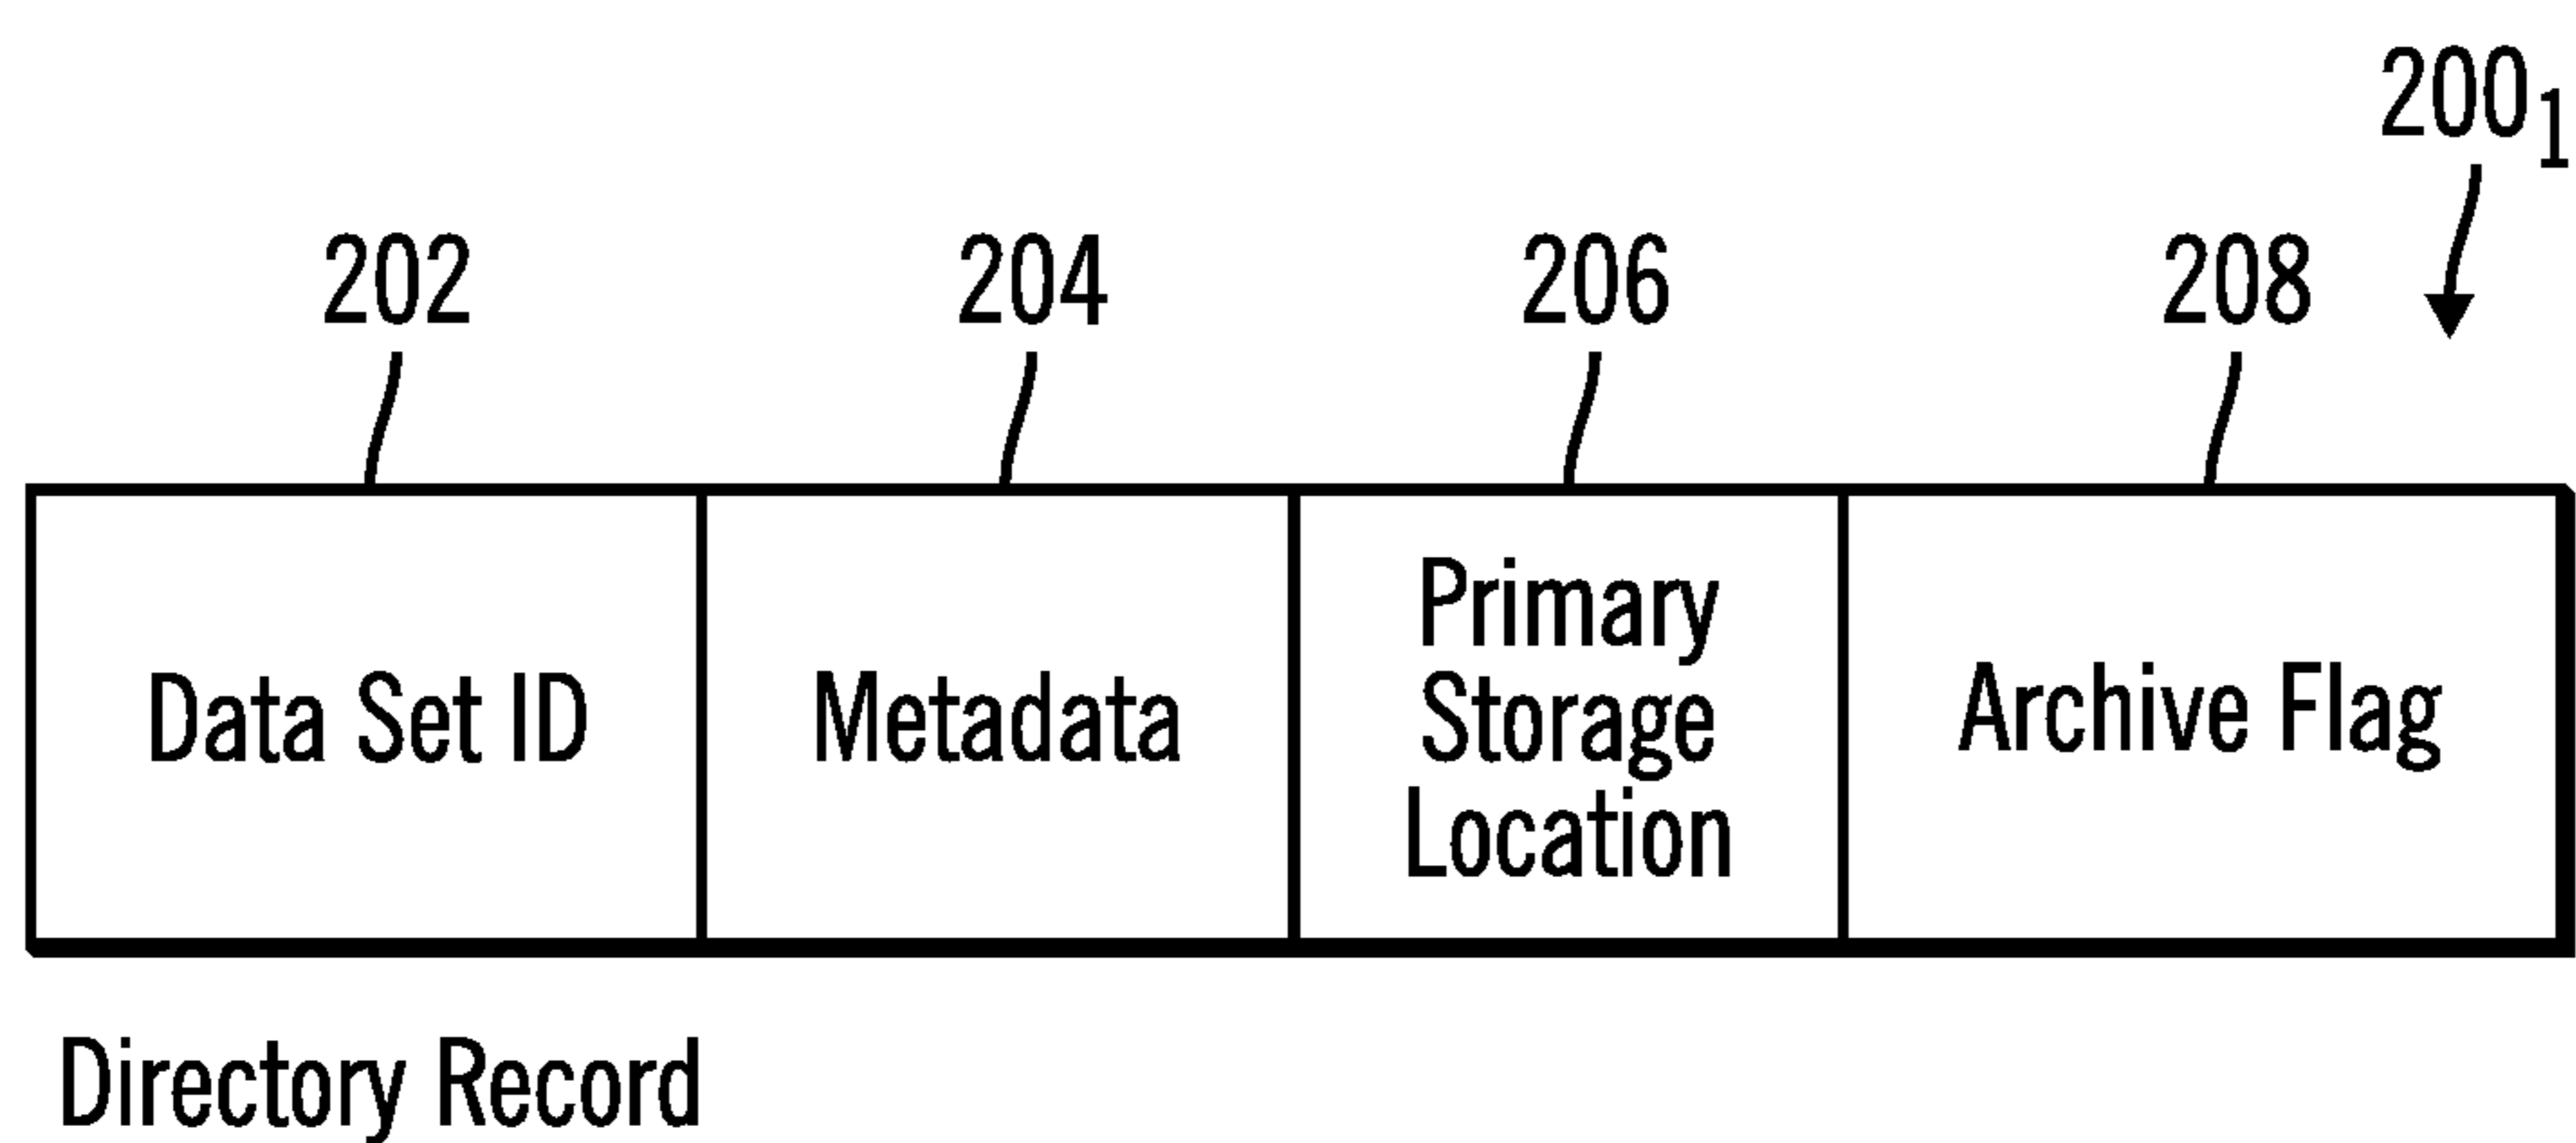 200₁
202 204 206 208
Data Set ID
Metadata
Primary
Storage
Location
Archive Flag
Directory Record